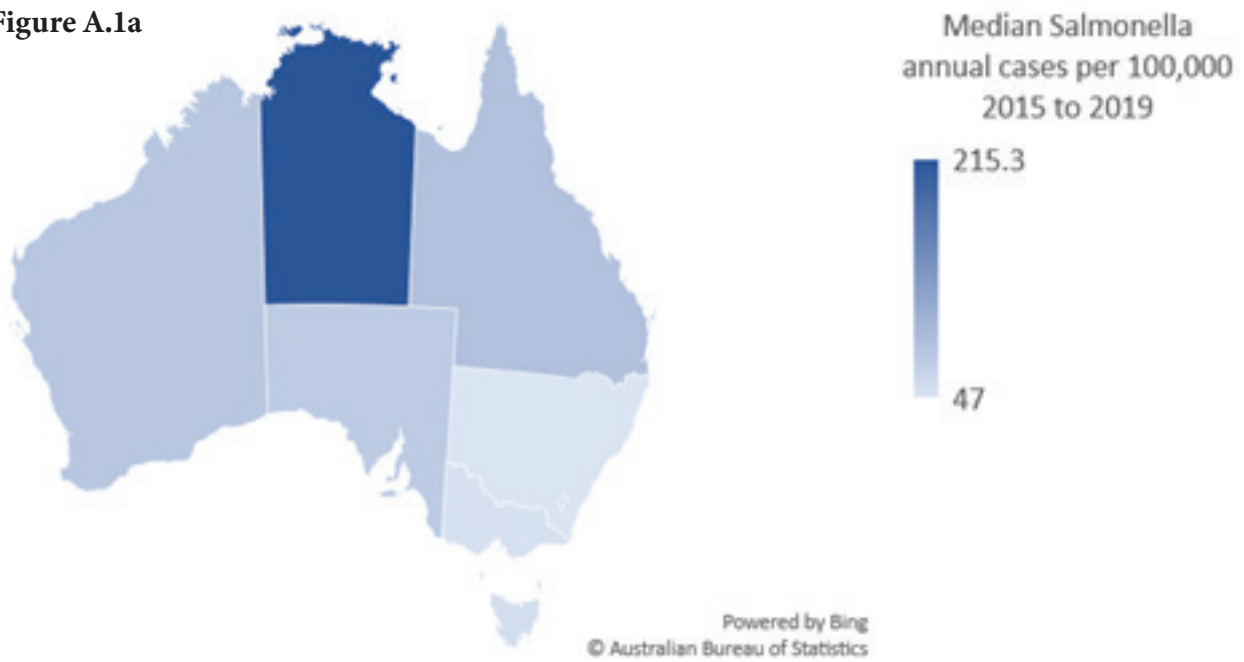 Figure A.1a
Median Salmonella
annual cases per 100,000
2015 to 2019
215.3
47
Powered by Bing
© Australian Bureau of Statistics